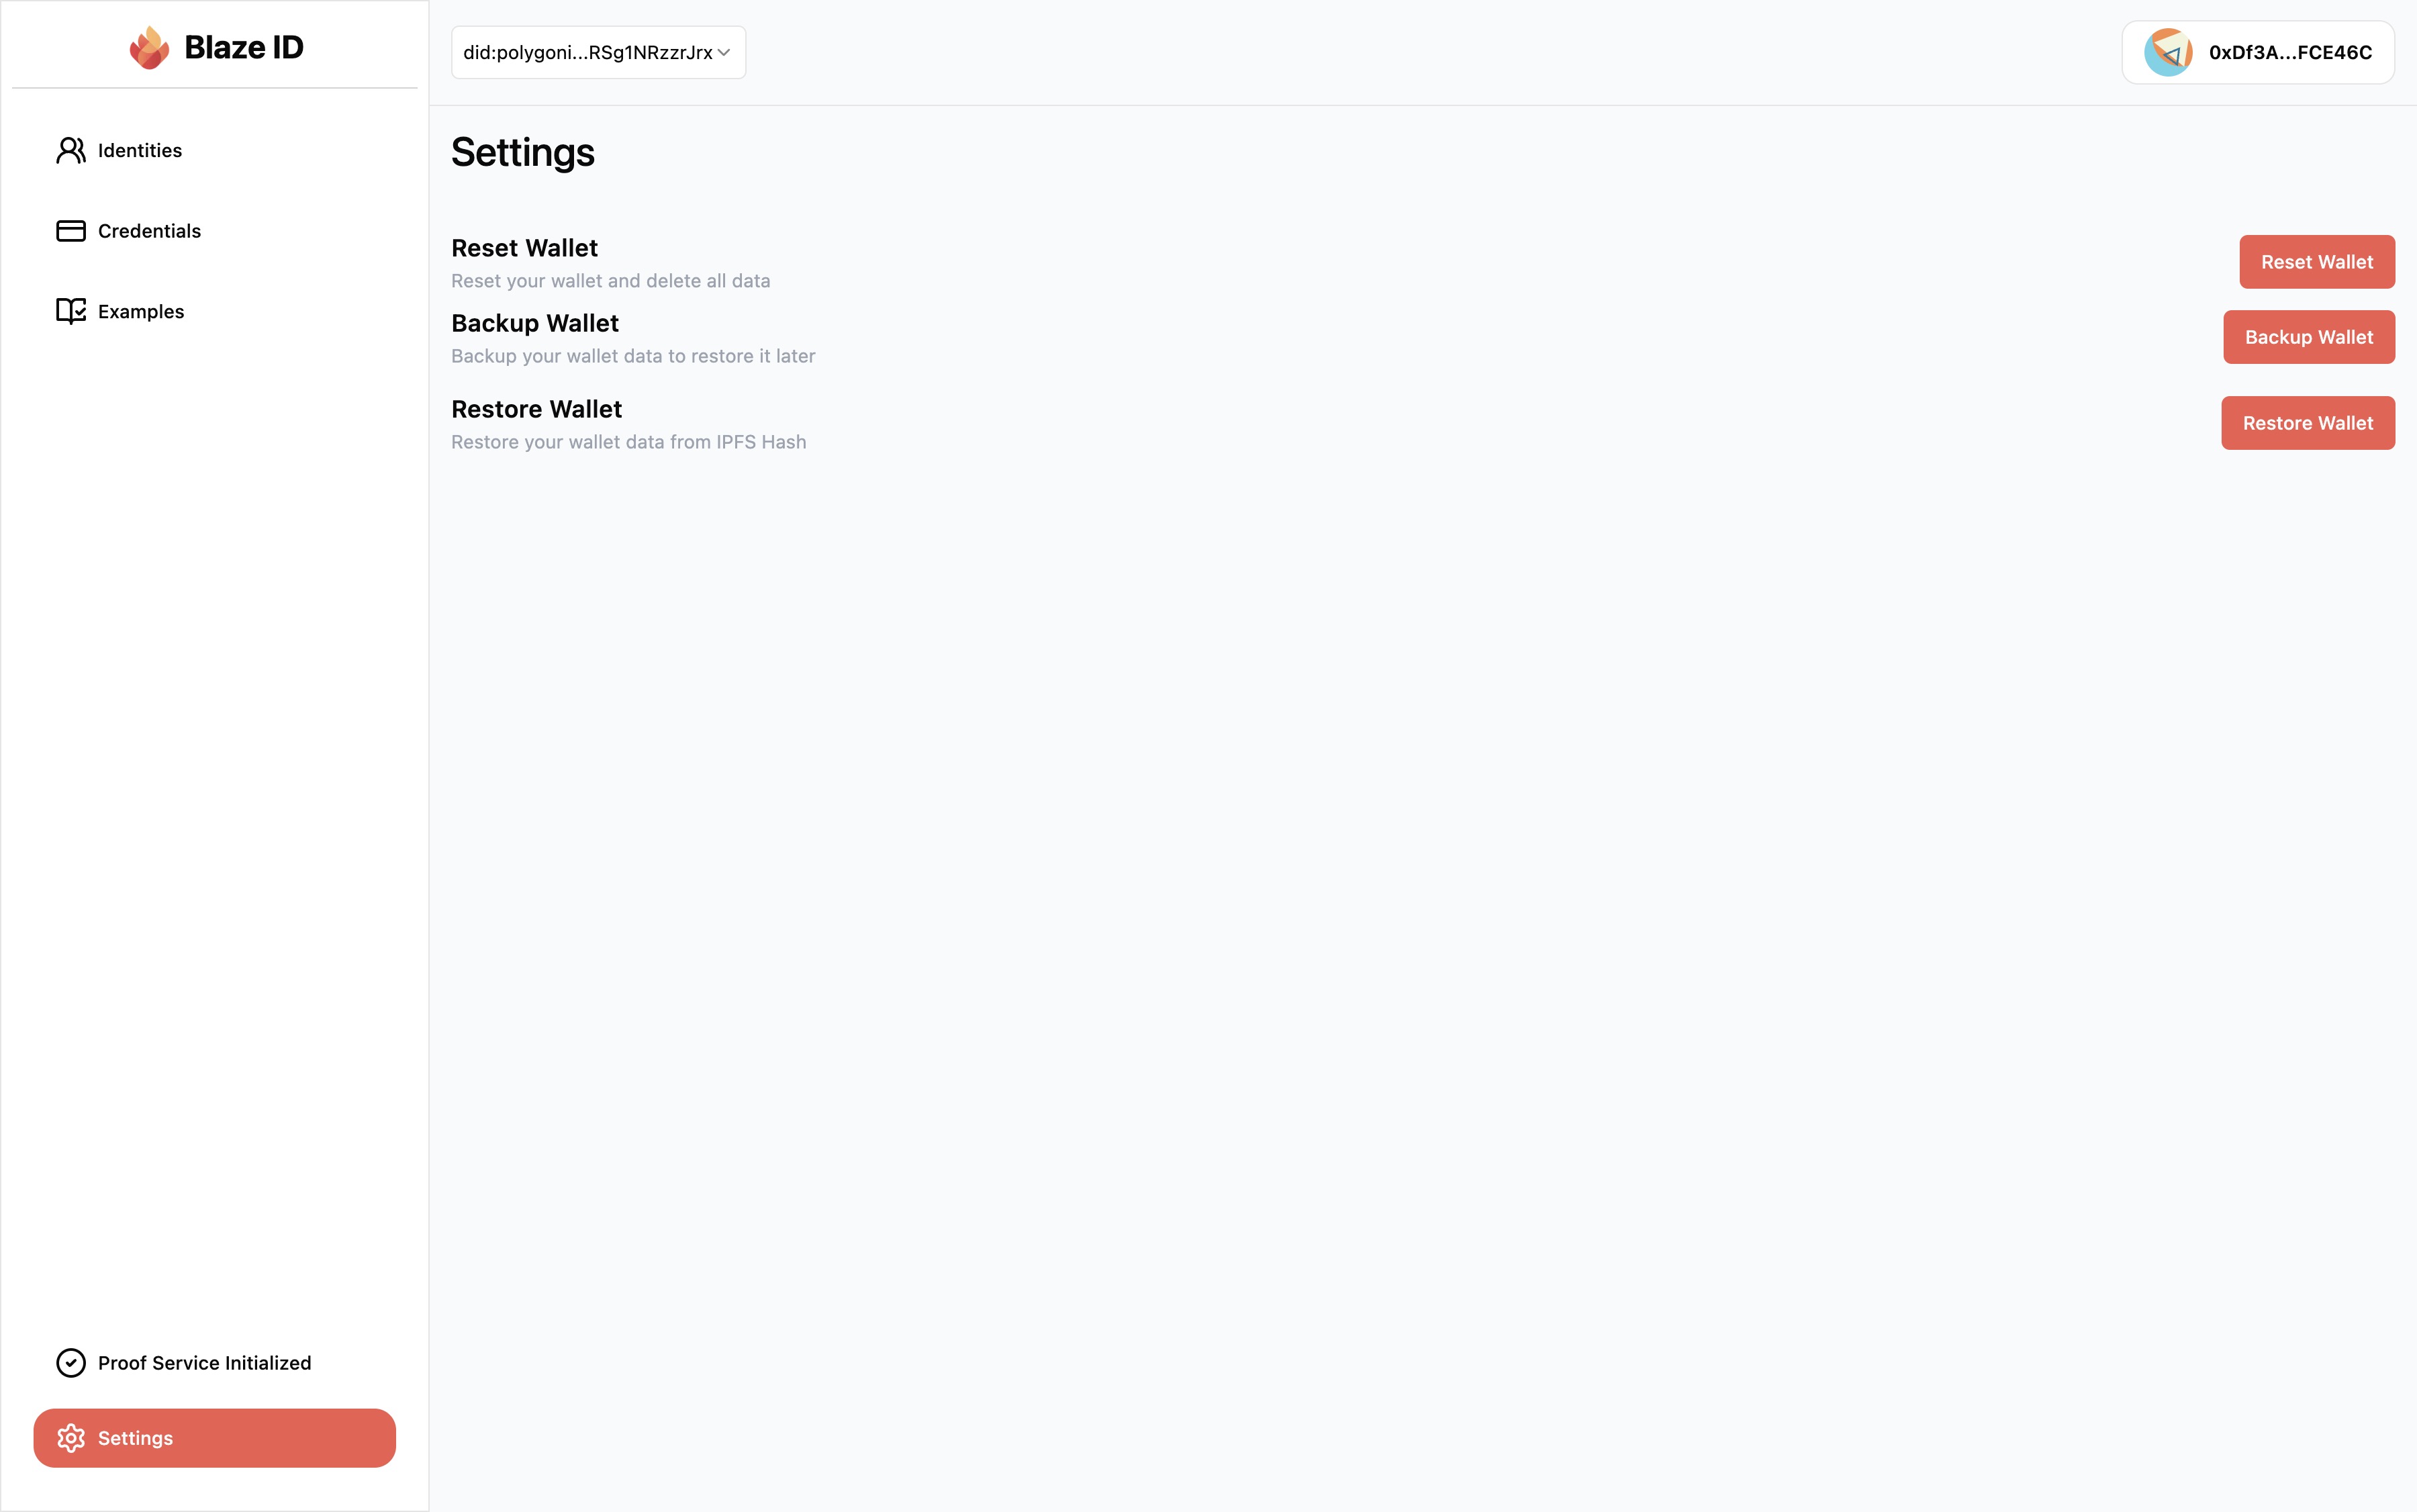 Blaze ID
Identities
Credentials
Examples
Proof Service Initialized
Settings
did:polygoni...RSg1NRzzrJrx
0xDf3A...FCE46C
Settings
Reset Wallet
Reset your wallet and delete all data
Reset Wallet
Backup Wallet
Backup your wallet data to restore it later
Backup Wallet
Restore Wallet
Restore your wallet data from IPFS Hash
Restore Wallet